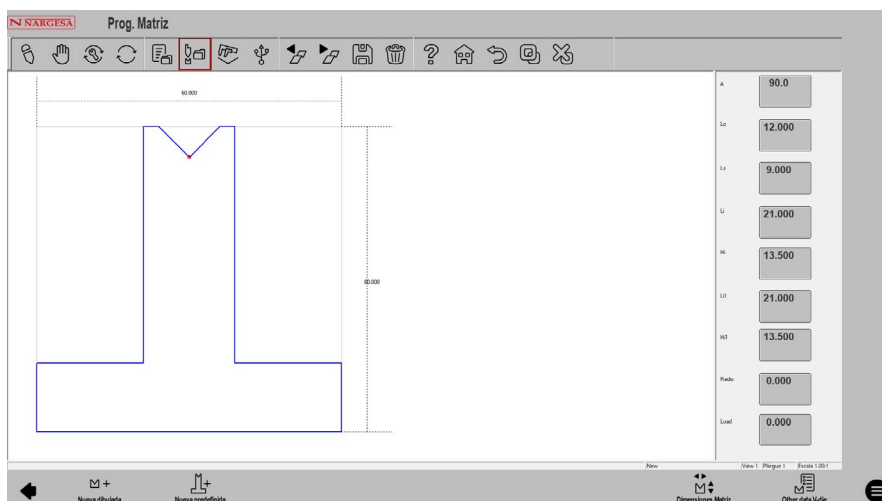 NARGESA
Prog. Matriz
60.000
60.000
A 90.0
Lc 12.000
Ls 9.000
Li 21.000
Hi 13.500
Li1 21.000
Hi1 13.500
Radio 0.000
Load 0.000
New View 1 Pliegue 1 Escala 1.00:1
Nueva dibujada
Nueva predefinida
Dimensiones Matriz
Other data V-die